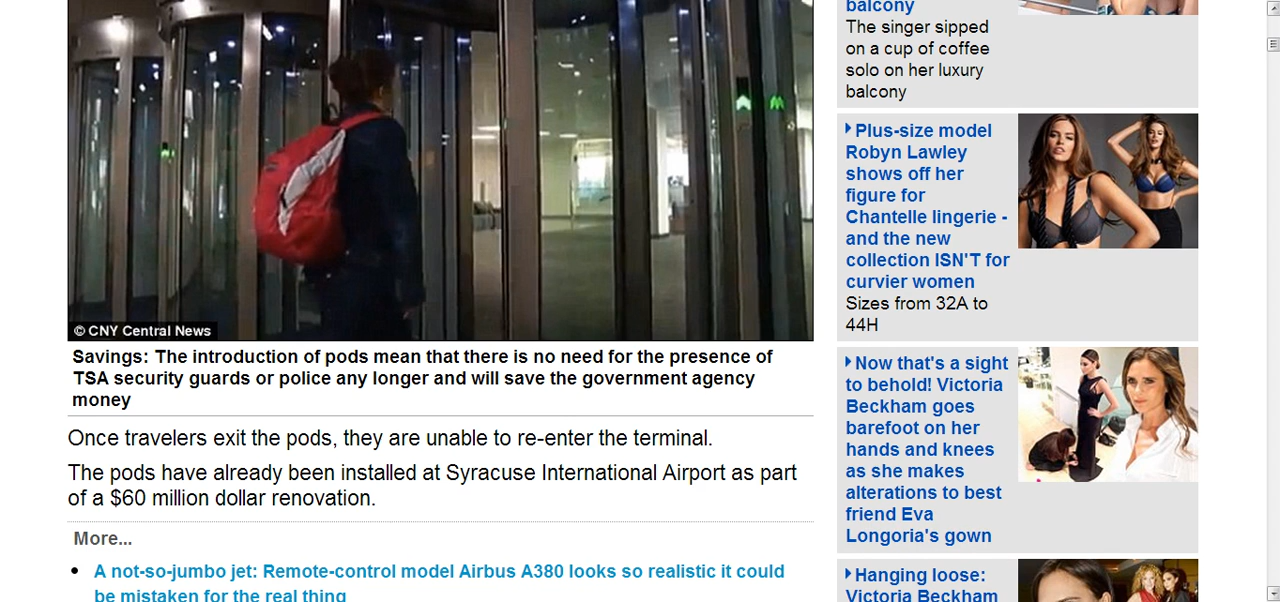 © CNY Central News
Savings: The introduction of pods mean that there is no need for the presence of
TSA security guards or police any longer and will save the government agency
money
Once travelers exit the pods, they are unable to re-enter the terminal.
The pods have already been installed at Syracuse International Airport as part
of a $60 million dollar renovation.
More...
A not-so-jumbo jet: Remote-control model Airbus A380 looks so realistic it could
be mistaken for the real thing
balcony
The singer sipped
on a cup of coffee
solo on her luxury
balcony
Plus-size model
Robyn Lawley
shows off her
figure for
Chantelle lingerie -
and the new
collection ISN'T for
curvier women
Sizes from 32A to
44H
Now that's a sight
to behold! Victoria
Beckham goes
barefoot on her
hands and knees
as she makes
alterations to best
friend Eva
Longoria's gown
Hanging loose:
Victoria Beckham